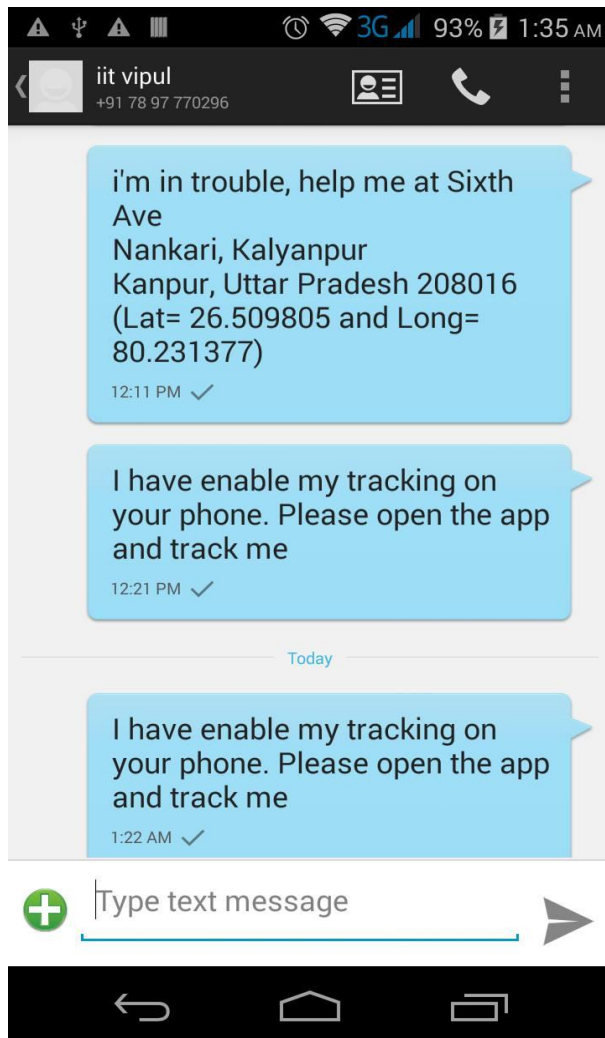 3G 93% 1:35 AM
iit vipul
+91 78 97 770296
i'm in trouble, help me at Sixth
Ave
Nankari, Kalyanpur
Kanpur, Uttar Pradesh 208016
(Lat= 26.509805 and Long=
80.231377)
12:11 PM
I have enable my tracking on
your phone. Please open the app
and track me
12:21 PM
Today
I have enable my tracking on
your phone. Please open the app
and track me
1:22 AM
Type text message